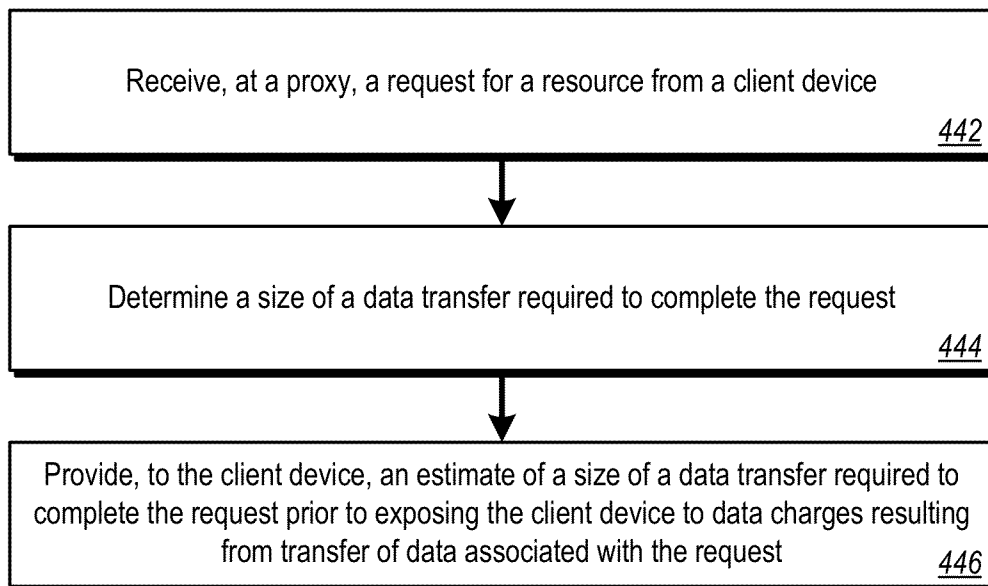 Receive, at a proxy, a request for a resource from a client device
442
Determine a size of a data transfer required to complete the request
444
Provide, to the client device, an estimate of a size of a data transfer required to
complete the request prior to exposing the client device to data charges resulting
from transfer of data associated with the request
446